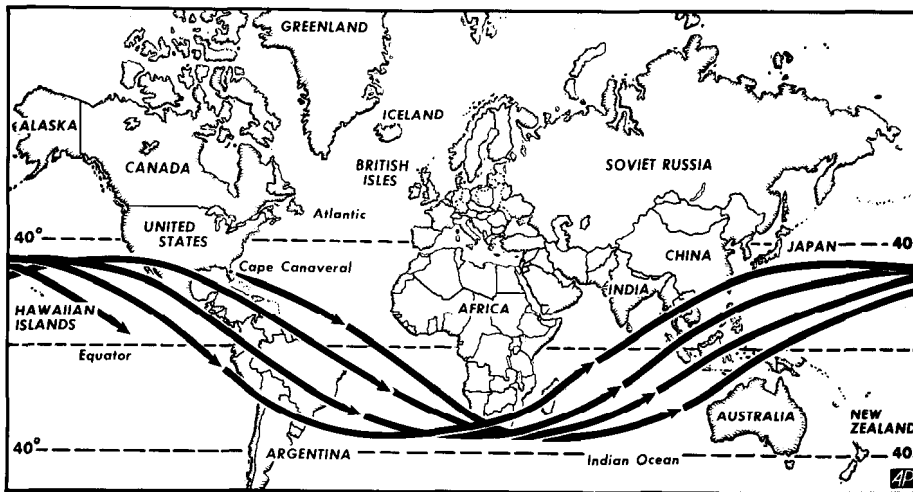 GREENLAND
ALASKA
ICELAND
CANADA
BRITISH
ISLES
SOVIET RUSSIA
Atlantic
UNITED
STATES
40°
40
CHINA
JAPAN
Cape Canaveral
INDIA
HAWAIIAN
ISLANDS
AFRICA
Equator
AUSTRALIA
NEW
ZEALAND
40°
40
ARGENTINA
Indian Ocean
AP